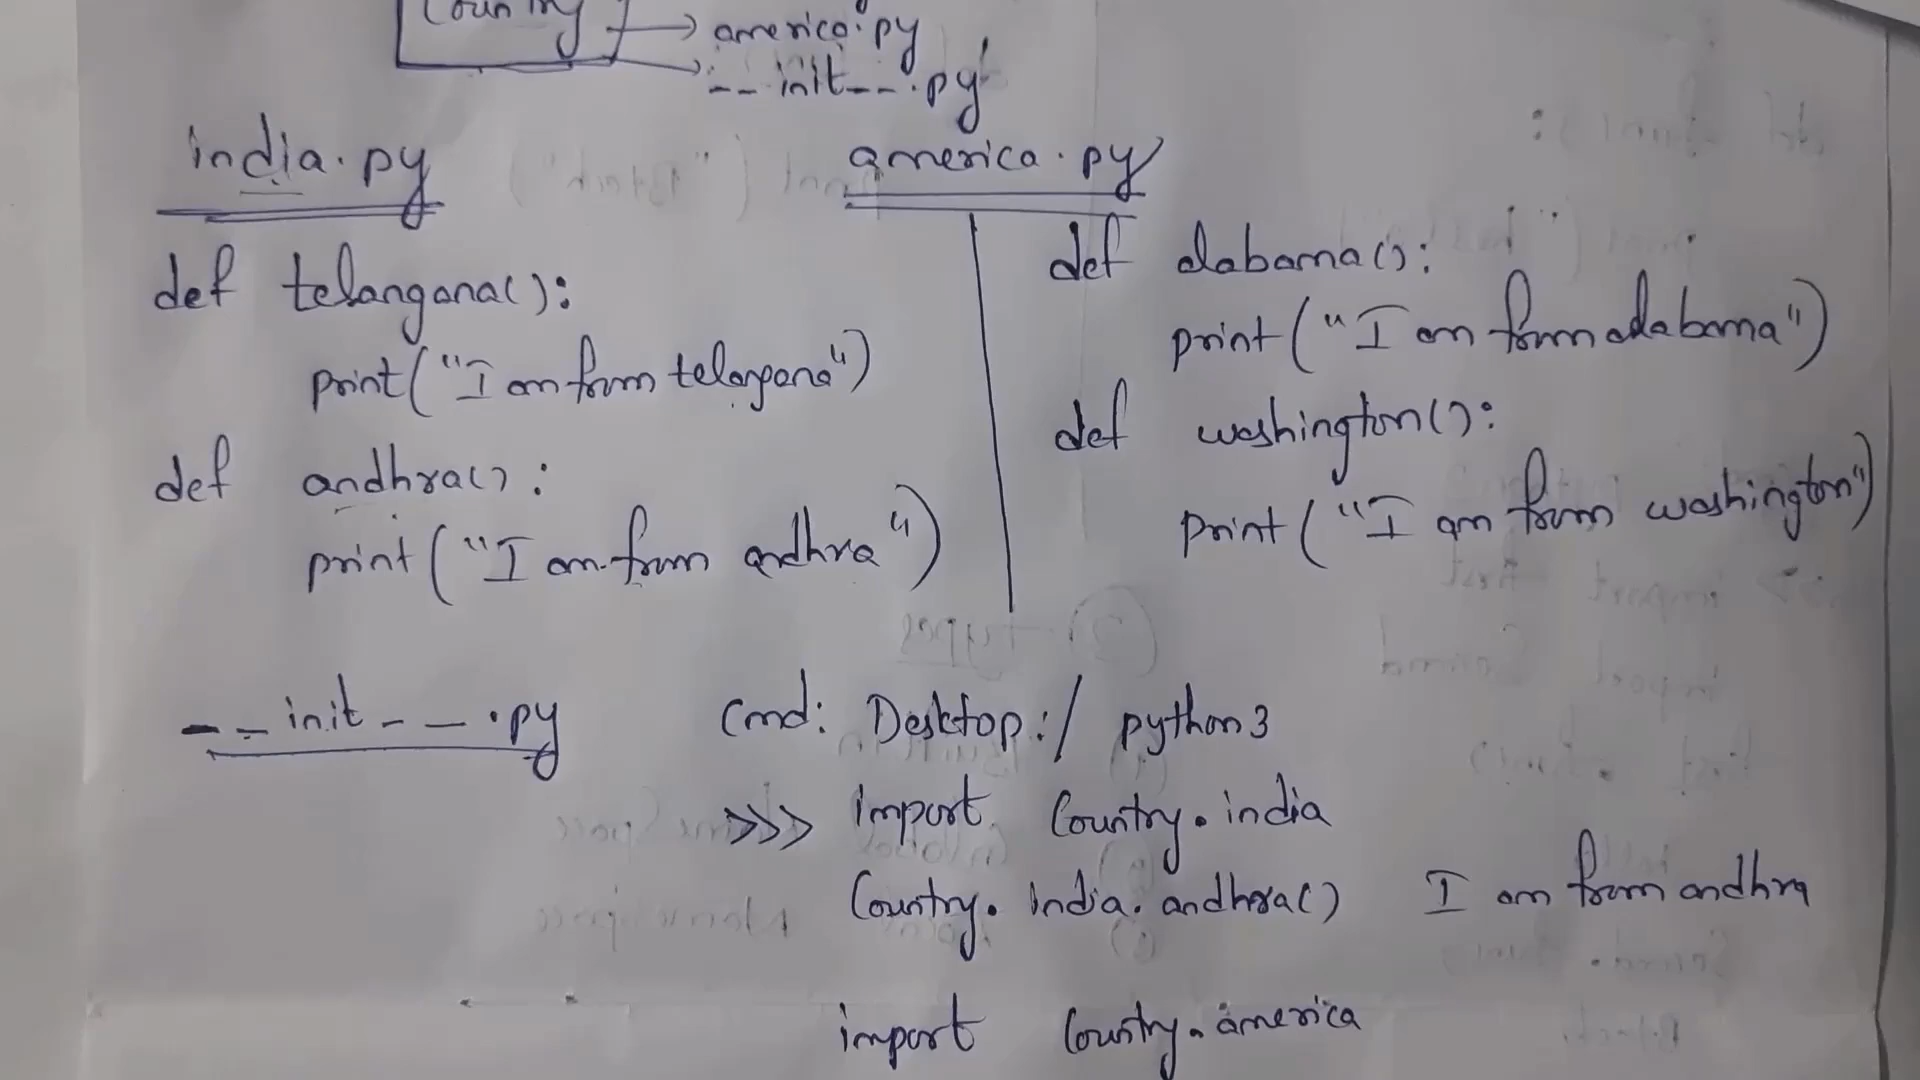 Country → america.py
→ __init__.py
india.py
def telangana():
print("I am from telangana")
def andhra():
print("I am from andhra")
america.py
def alabama():
print("I am from alabama")
def washington():
print("I am from washington")
__init__.py
Cmd: Desktop:/ python3
>>> import Country.india
Country.india.andhra() I am from andhra
import Country.america